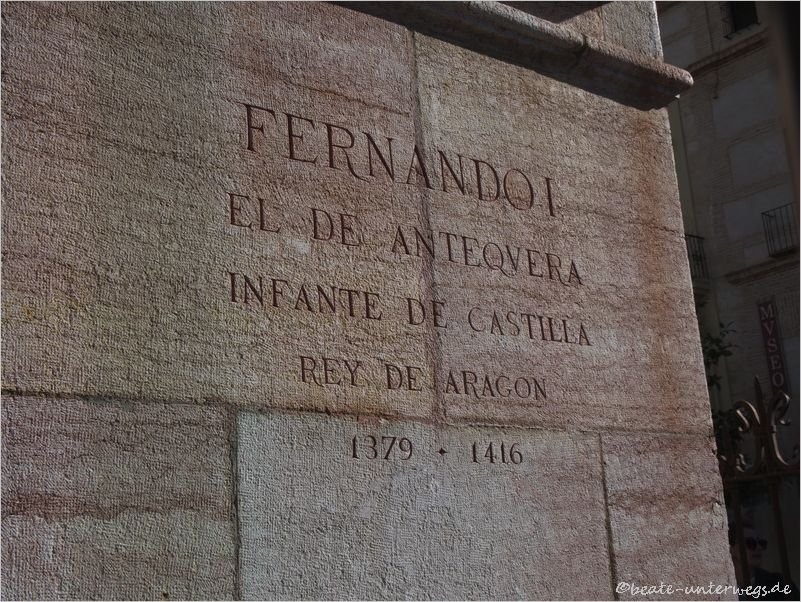 FERNANDO I
EL DE ANTEQVERA
INFANTE DE CASTILLA
REY DE ARAGON
1379 • 1416
MVSEO
©beate-unterwegs.de